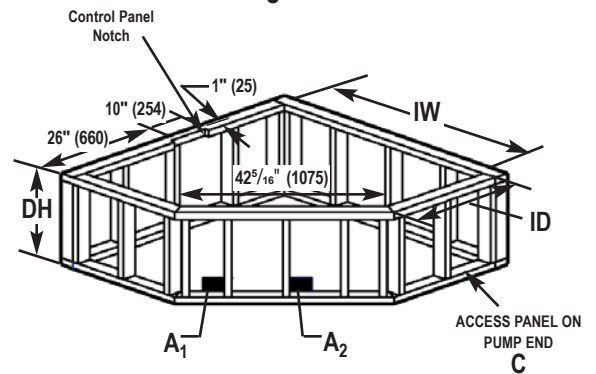 Control Panel
Notch
1" (25)
10" (254)
26" (660)
IW
42 5/16" (1075)
DH
ID
A1
A2
ACCESS PANEL ON
PUMP END
C